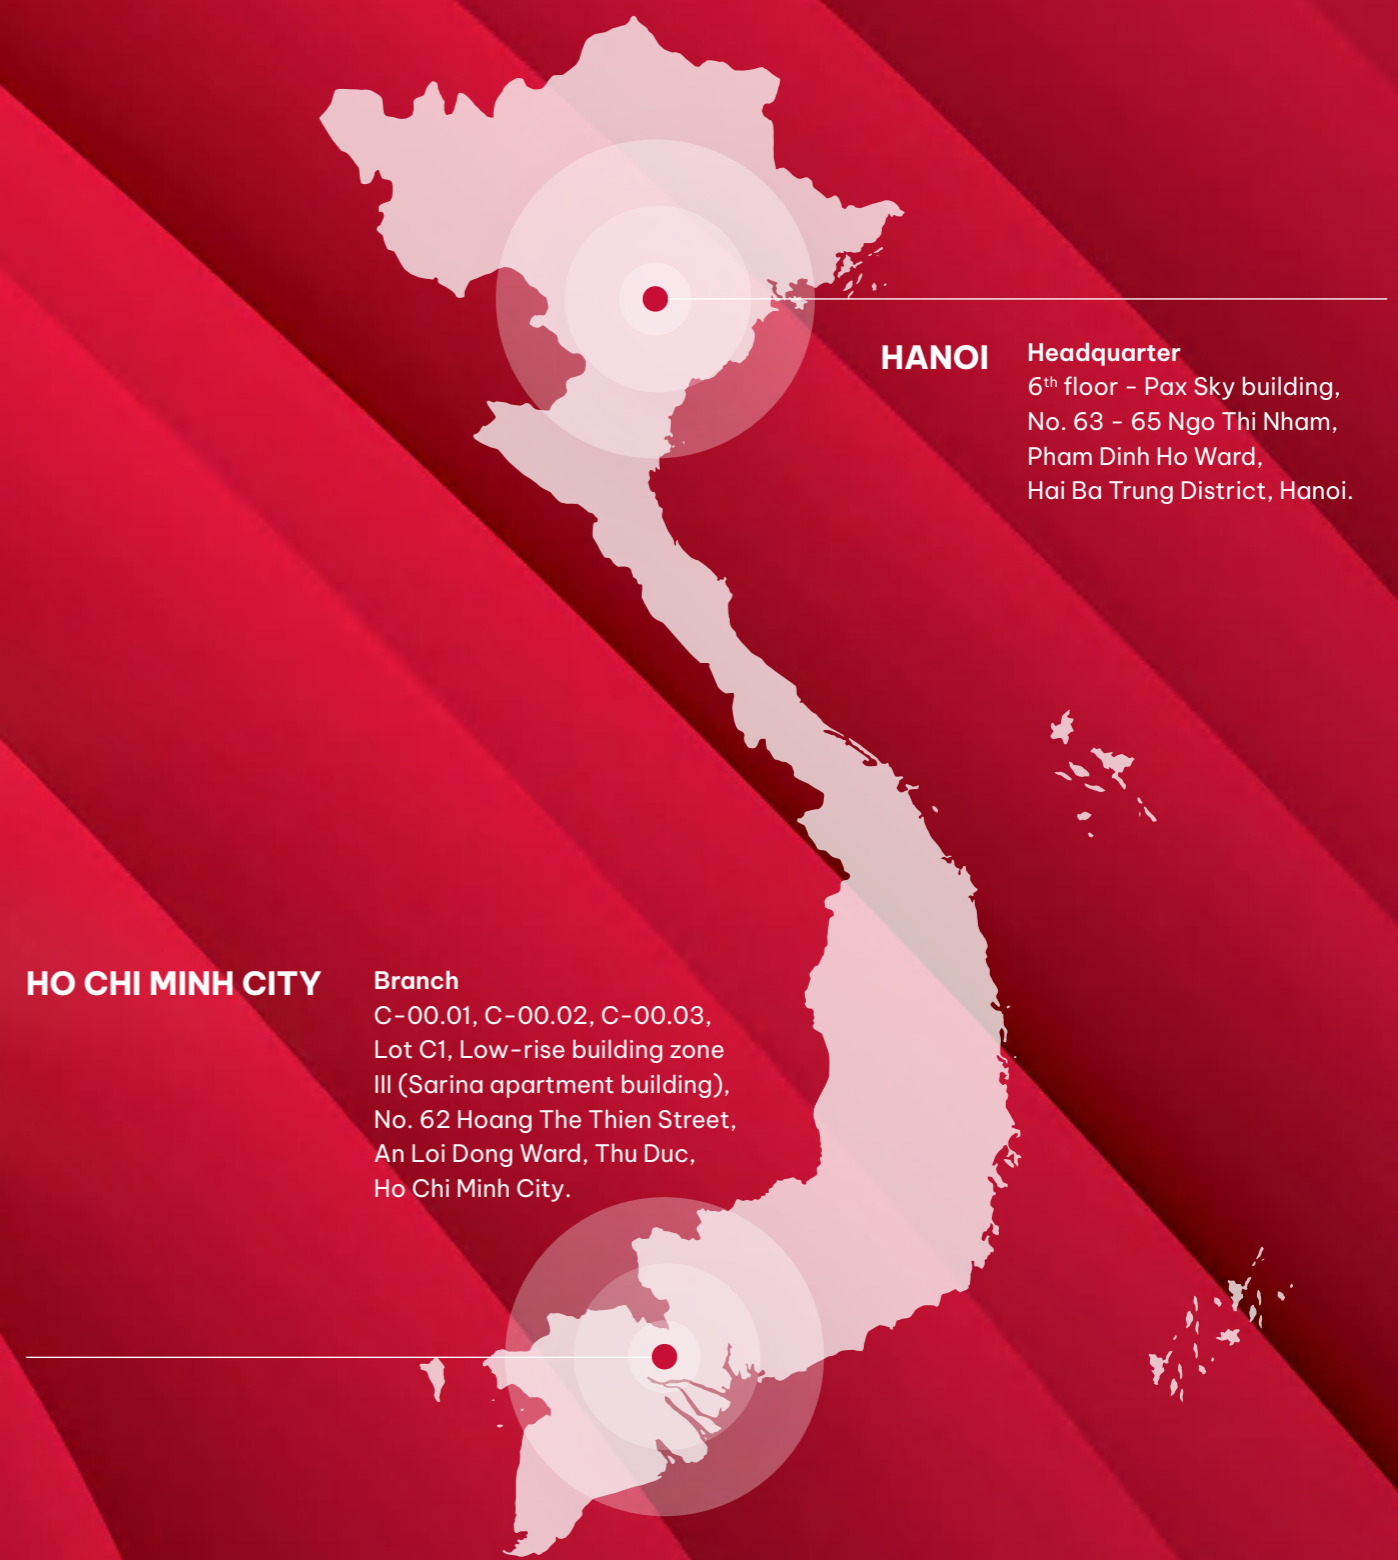 HANOI
Headquarter
6th floor - Pax Sky building,
No. 63 - 65 Ngo Thi Nham,
Pham Dinh Ho Ward,
Hai Ba Trung District, Hanoi.
HO CHI MINH CITY
Branch
C-00.01, C-00.02, C-00.03,
Lot C1, Low-rise building zone
III (Sarina apartment building),
No. 62 Hoang The Thien Street,
An Loi Dong Ward, Thu Duc,
Ho Chi Minh City.